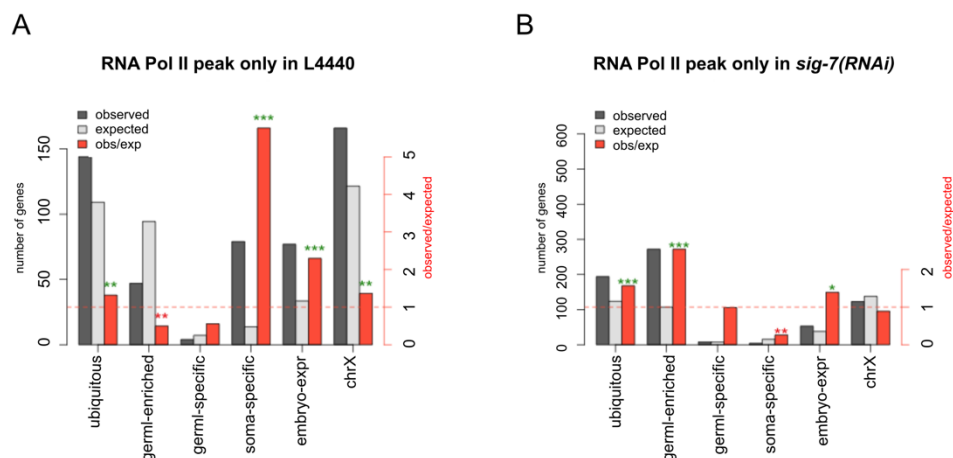 A
RNA Pol II peak only in L4440
observed
expected
obs/exp
number of genes
0
50
100
150
observed/expected
0
1
2
3
4
5
**
**
***
***
**
ubiquitous
germl-enriched
germl-specific
soma-specific
embryo-expr
chrX
B
RNA Pol II peak only in sig-7(RNAi)
observed
expected
obs/exp
number of genes
0
100
200
300
400
500
600
observed/expected
0
1
2
***
***
**
*
ubiquitous
germl-enriched
germl-specific
soma-specific
embryo-expr
chrX